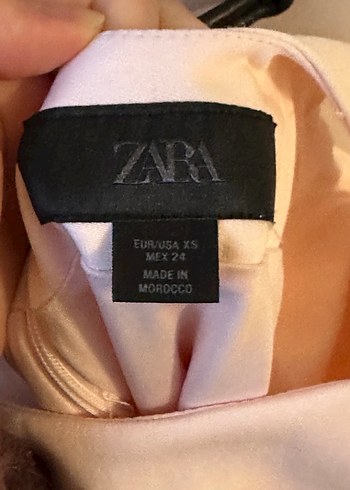 ZARA
EUR/USA XS
MEX 24
MADE IN
MOROCCO